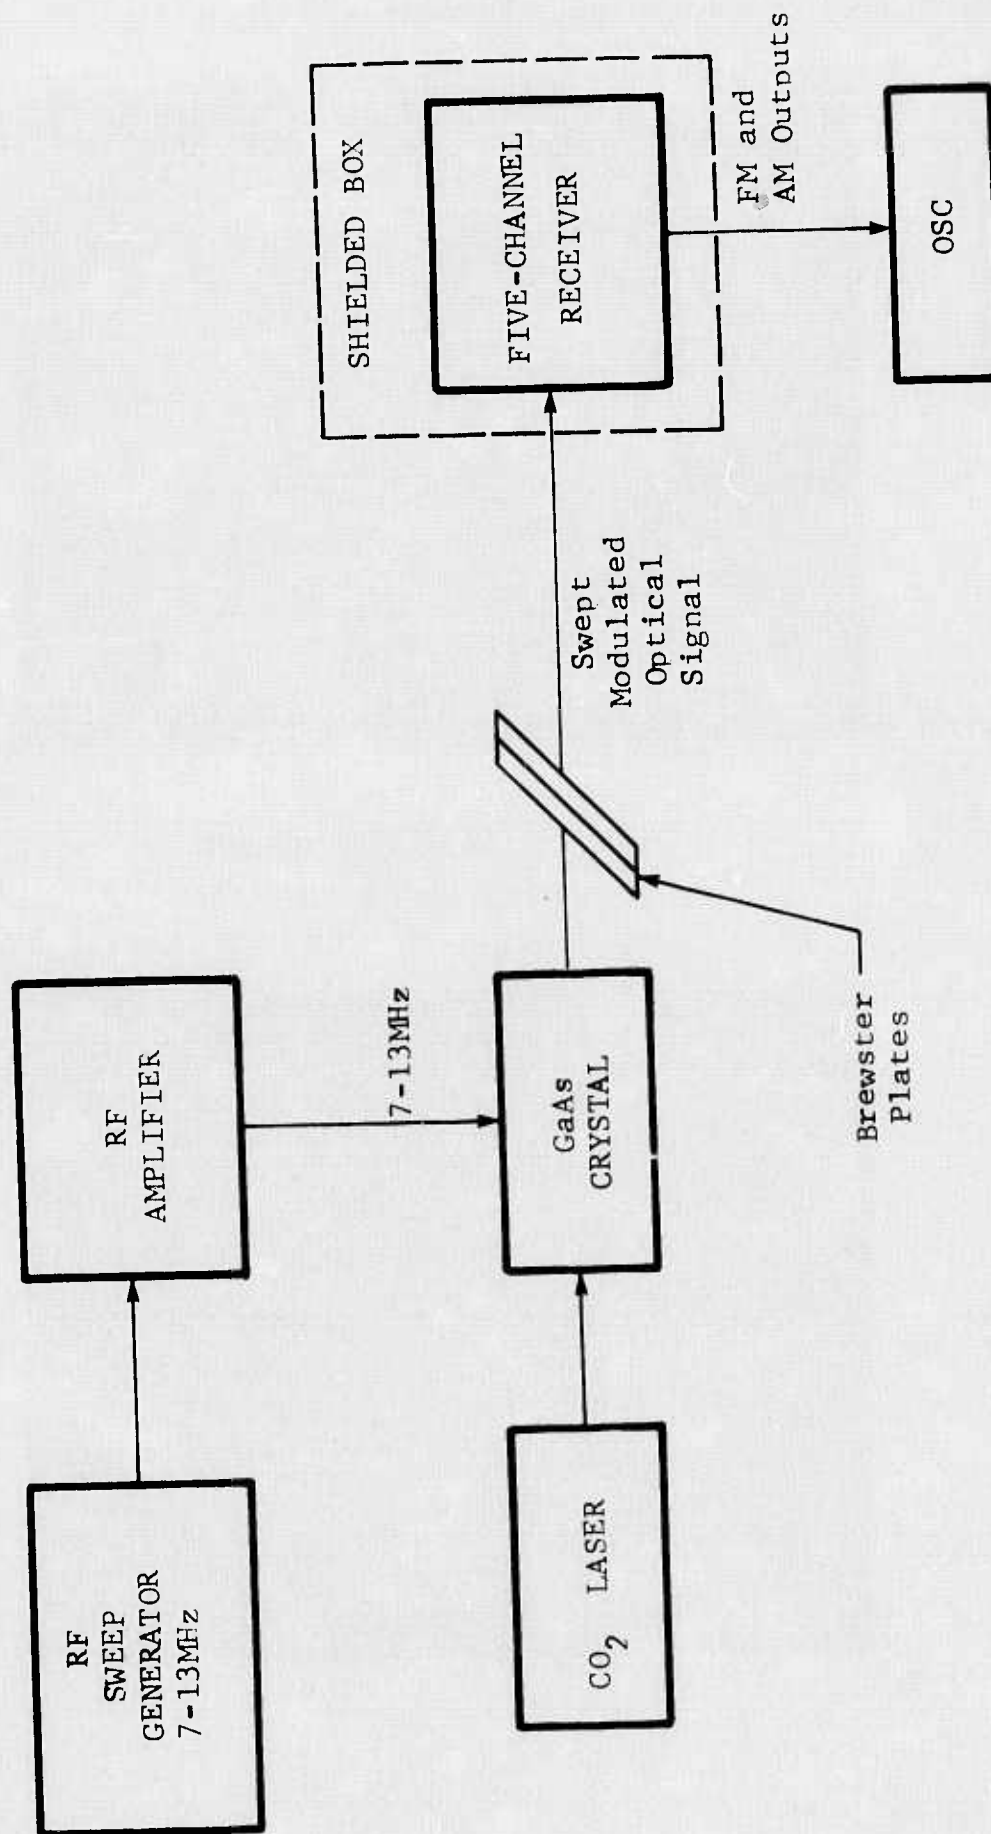 RF
SWEEP
GENERATOR
7-13MHz
RF
AMPLIFIER
7-13MHz
CO2 LASER
GaAs
CRYSTAL
Brewster
Plates
Swept
Modulated
Optical
Signal
SHIELDED BOX
FIVE-CHANNEL
RECEIVER
FM and
AM Outputs
OSC